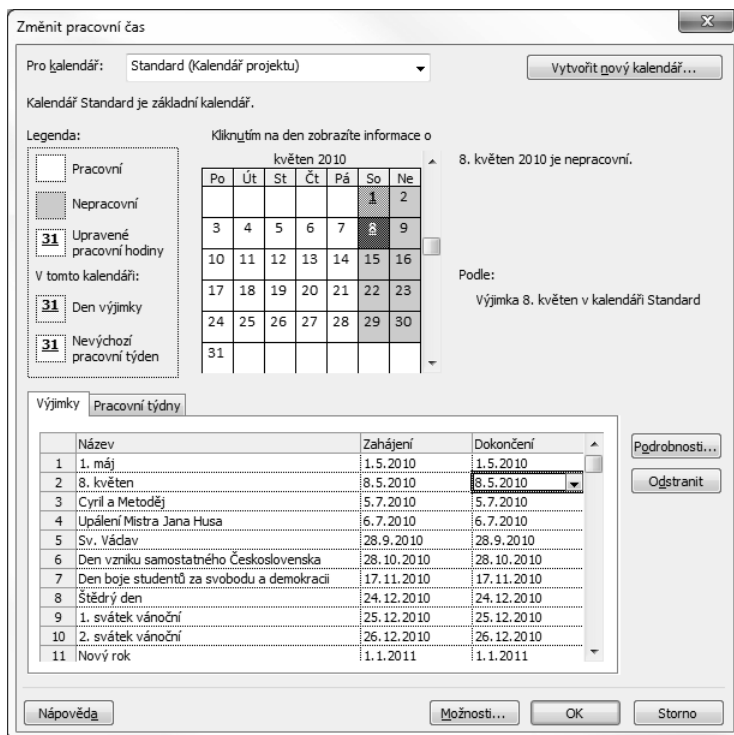 Změnit pracovní čas
Pro kalendář: Standard (Kalendář projektu) Vytvořit nový kalendář...
Kalendář Standard je základní kalendář.
Legenda:
Pracovní
Nepracovní
31 Upravené pracovní hodiny
V tomto kalendáři:
31 Den výjimky
31 Nevýchozí pracovní týden
Kliknutím na den zobrazíte informace o
květen 2010
Po Út St Čt Pá So Ne
1 2
3 4 5 6 7 8 9
10 11 12 13 14 15 16
17 18 19 20 21 22 23
24 25 26 27 28 29 30
31
8. květen 2010 je nepracovní.
Podle:
Výjimka 8. květen v kalendáři Standard
Výjimky Pracovní týdny
Název Zahájení Dokončení
1 1. máj 1.5.2010 1.5.2010
2 8. květen 8.5.2010 8.5.2010
3 Cyril a Metoděj 5.7.2010 5.7.2010
4 Upálení Mistra Jana Husa 6.7.2010 6.7.2010
5 Sv. Václav 28.9.2010 28.9.2010
6 Den vzniku samostatného Československa 28.10.2010 28.10.2010
7 Den boje studentů za svobodu a demokracii 17.11.2010 17.11.2010
8 Štědrý den 24.12.2010 24.12.2010
9 1. svátek vánoční 25.12.2010 25.12.2010
10 2. svátek vánoční 26.12.2010 26.12.2010
11 Nový rok 1.1.2011 1.1.2011
Podrobnosti...
Odstranit
Nápověda Možnosti... OK Storno